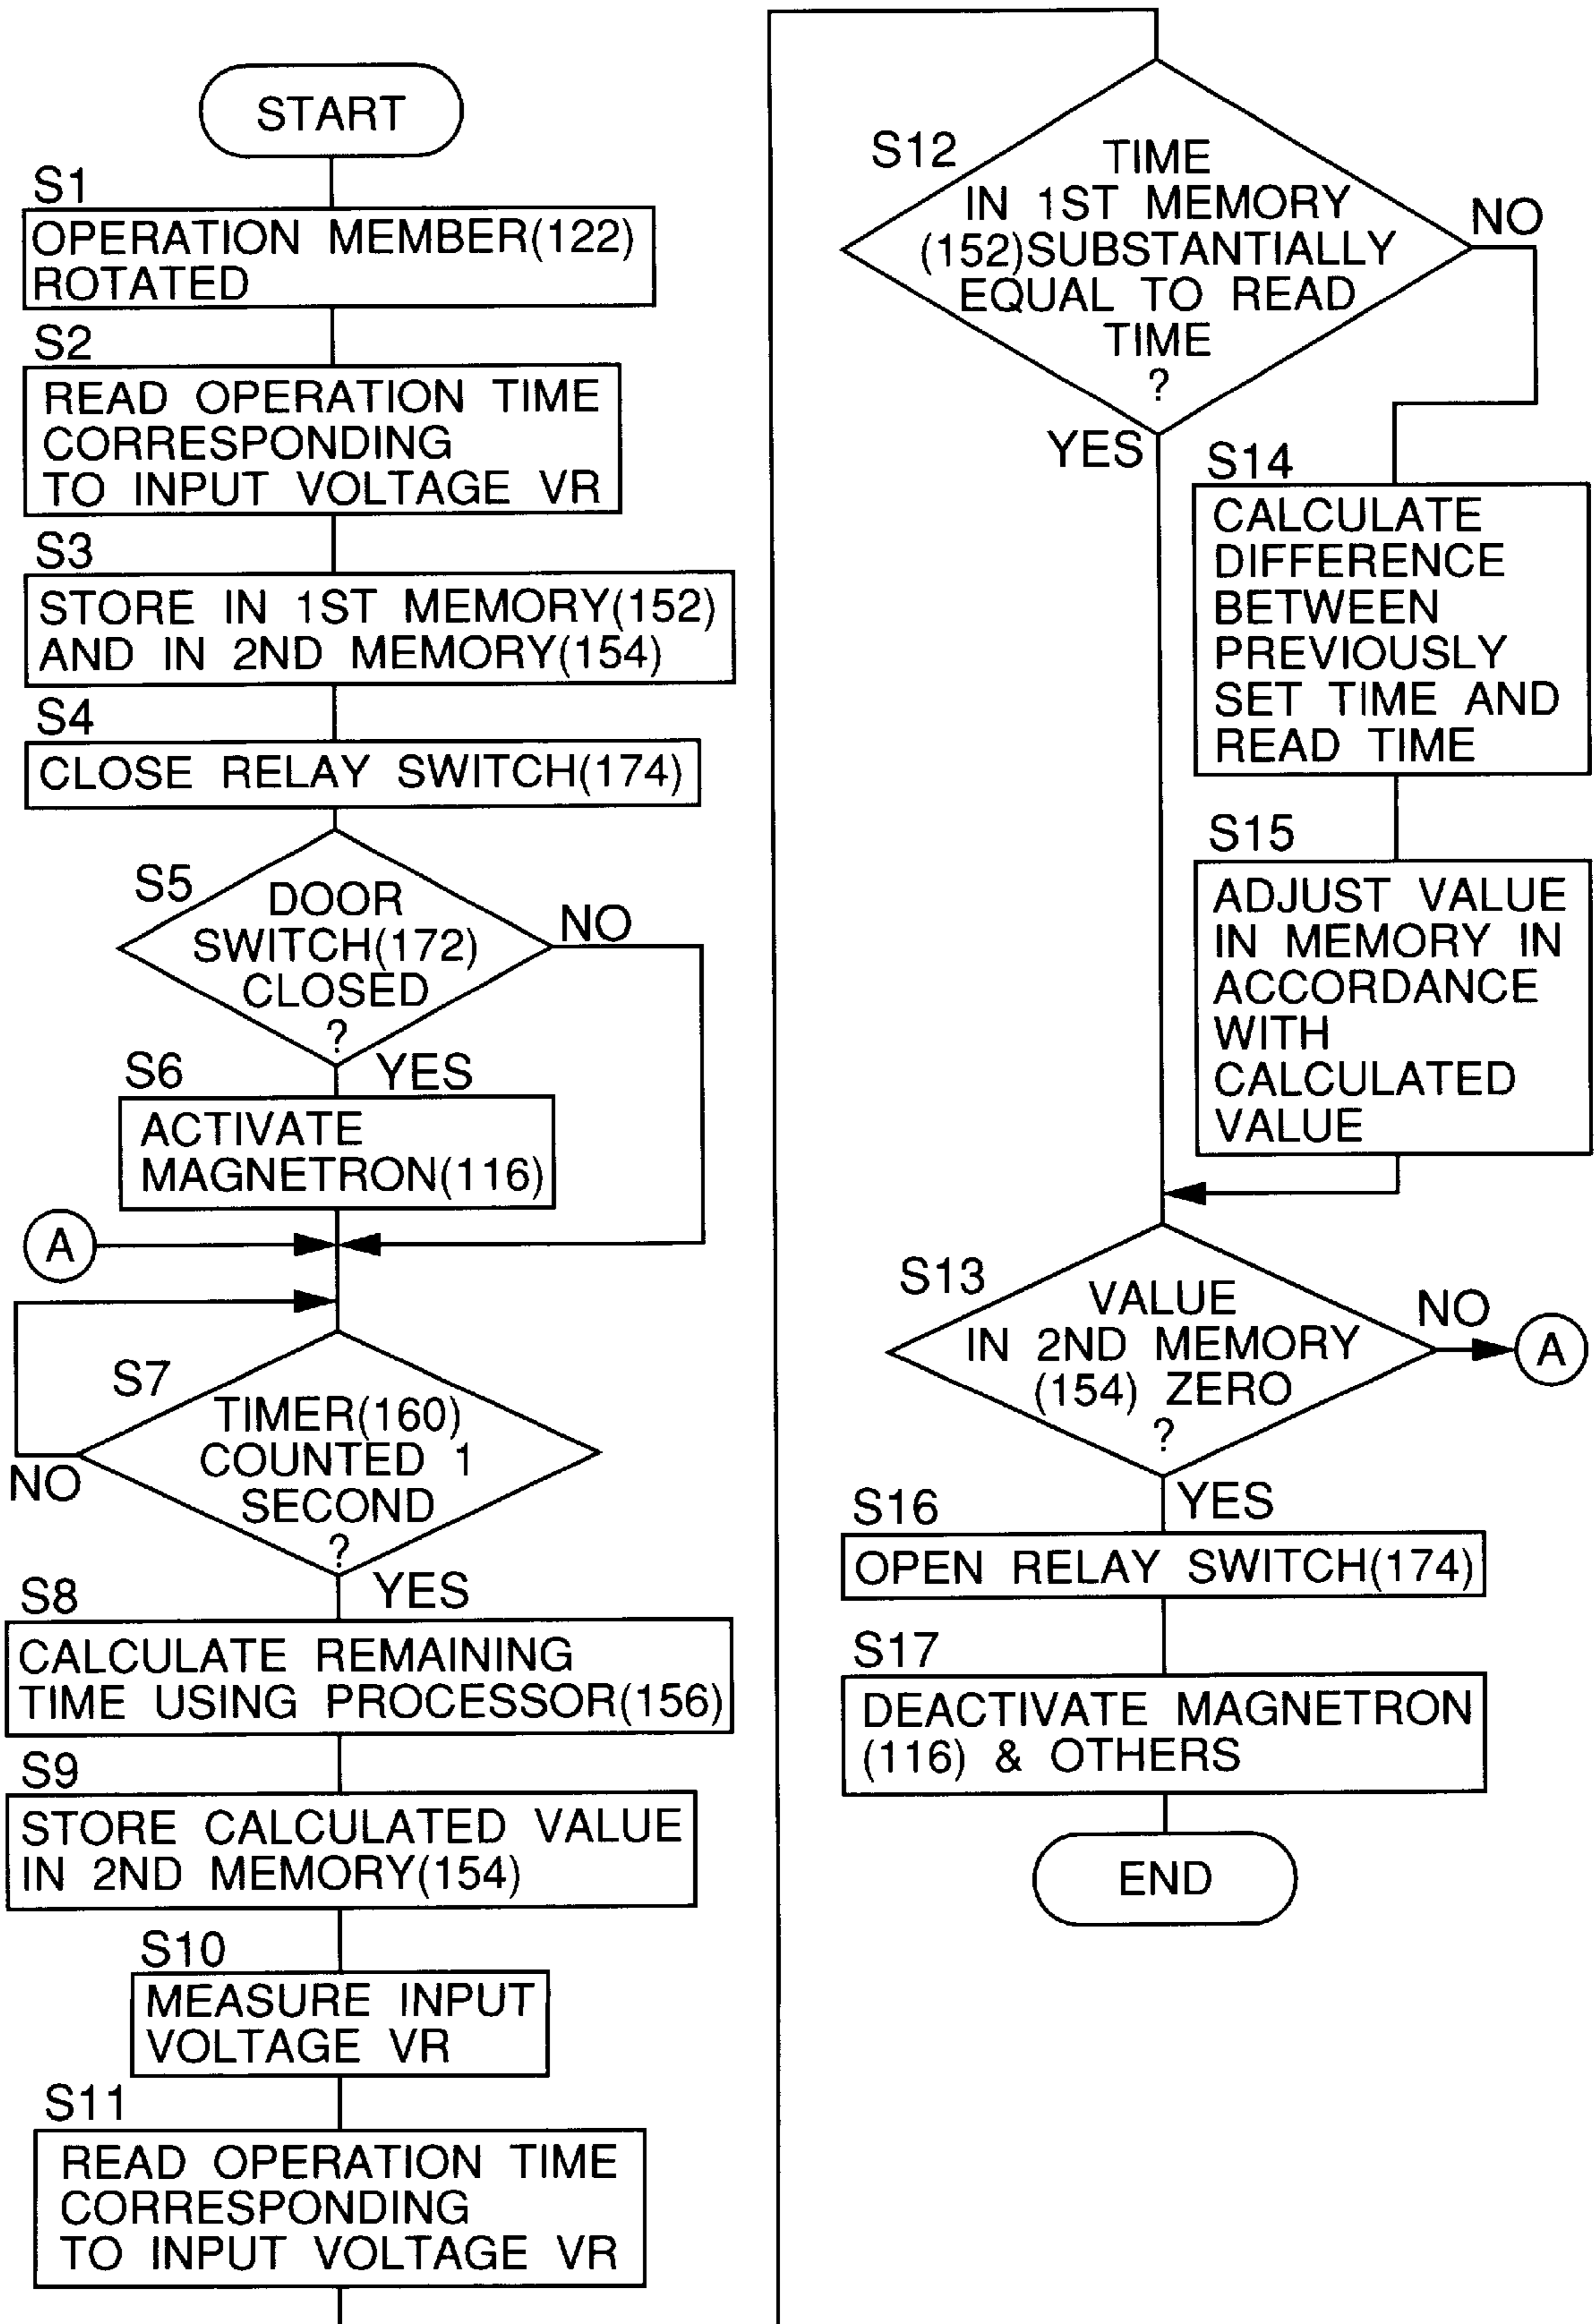 START
S1
OPERATION MEMBER(122)
ROTATED
S2
READ OPERATION TIME
CORRESPONDING
TO INPUT VOLTAGE VR
S3
STORE IN 1ST MEMORY(152)
AND IN 2ND MEMORY(154)
S4
CLOSE RELAY SWITCH(174)
S5
DOOR
SWITCH(172)
CLOSED
?
NO
YES
S6
ACTIVATE
MAGNETRON(116)
A
S7
TIMER(160)
COUNTED 1
SECOND
?
NO
YES
S8
CALCULATE REMAINING
TIME USING PROCESSOR(156)
S9
STORE CALCULATED VALUE
IN 2ND MEMORY(154)
S10
MEASURE INPUT
VOLTAGE VR
S11
READ OPERATION TIME
CORRESPONDING
TO INPUT VOLTAGE VR
S12
TIME
IN 1ST MEMORY
(152)SUBSTANTIALLY
EQUAL TO READ
TIME
?
NO
YES
S14
CALCULATE
DIFFERENCE
BETWEEN
PREVIOUSLY
SET TIME AND
READ TIME
S15
ADJUST VALUE
IN MEMORY IN
ACCORDANCE
WITH
CALCULATED
VALUE
S13
VALUE
IN 2ND MEMORY
(154) ZERO
?
NO
A
YES
S16
OPEN RELAY SWITCH(174)
S17
DEACTIVATE MAGNETRON
(116) & OTHERS
END